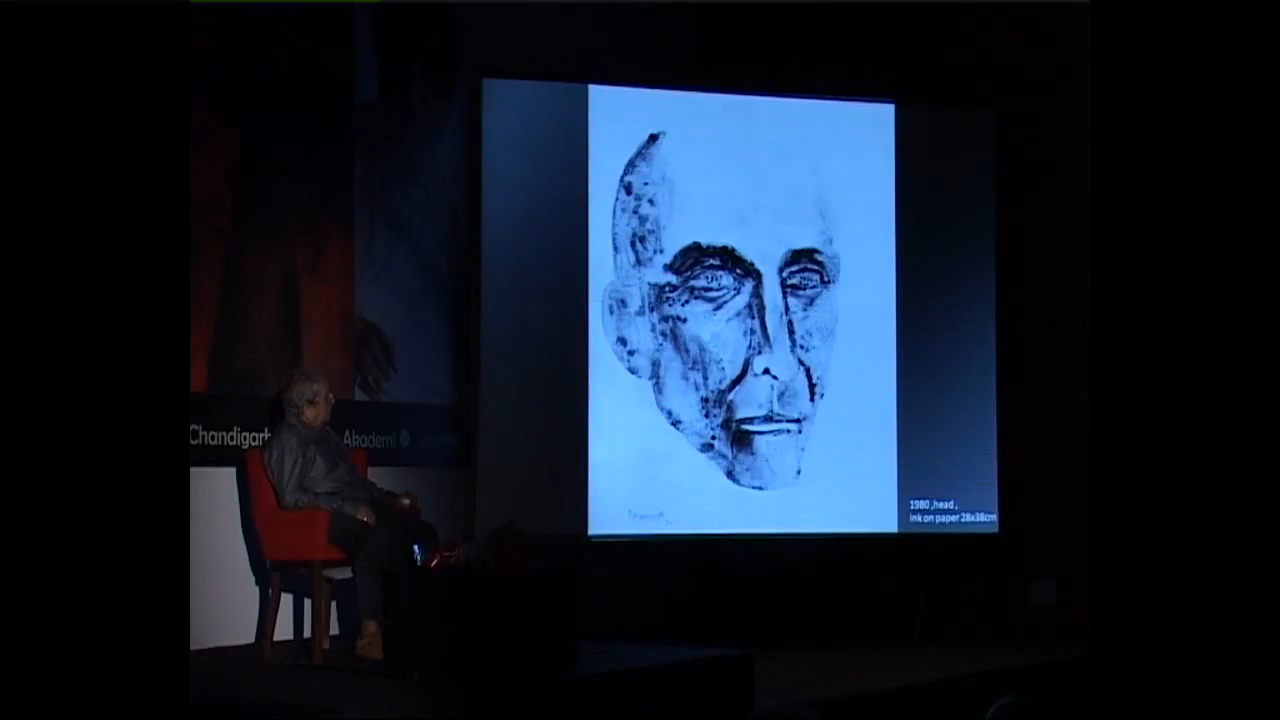 Chandigarh Akademi
1980 ,head ,
ink on paper 28x38cm